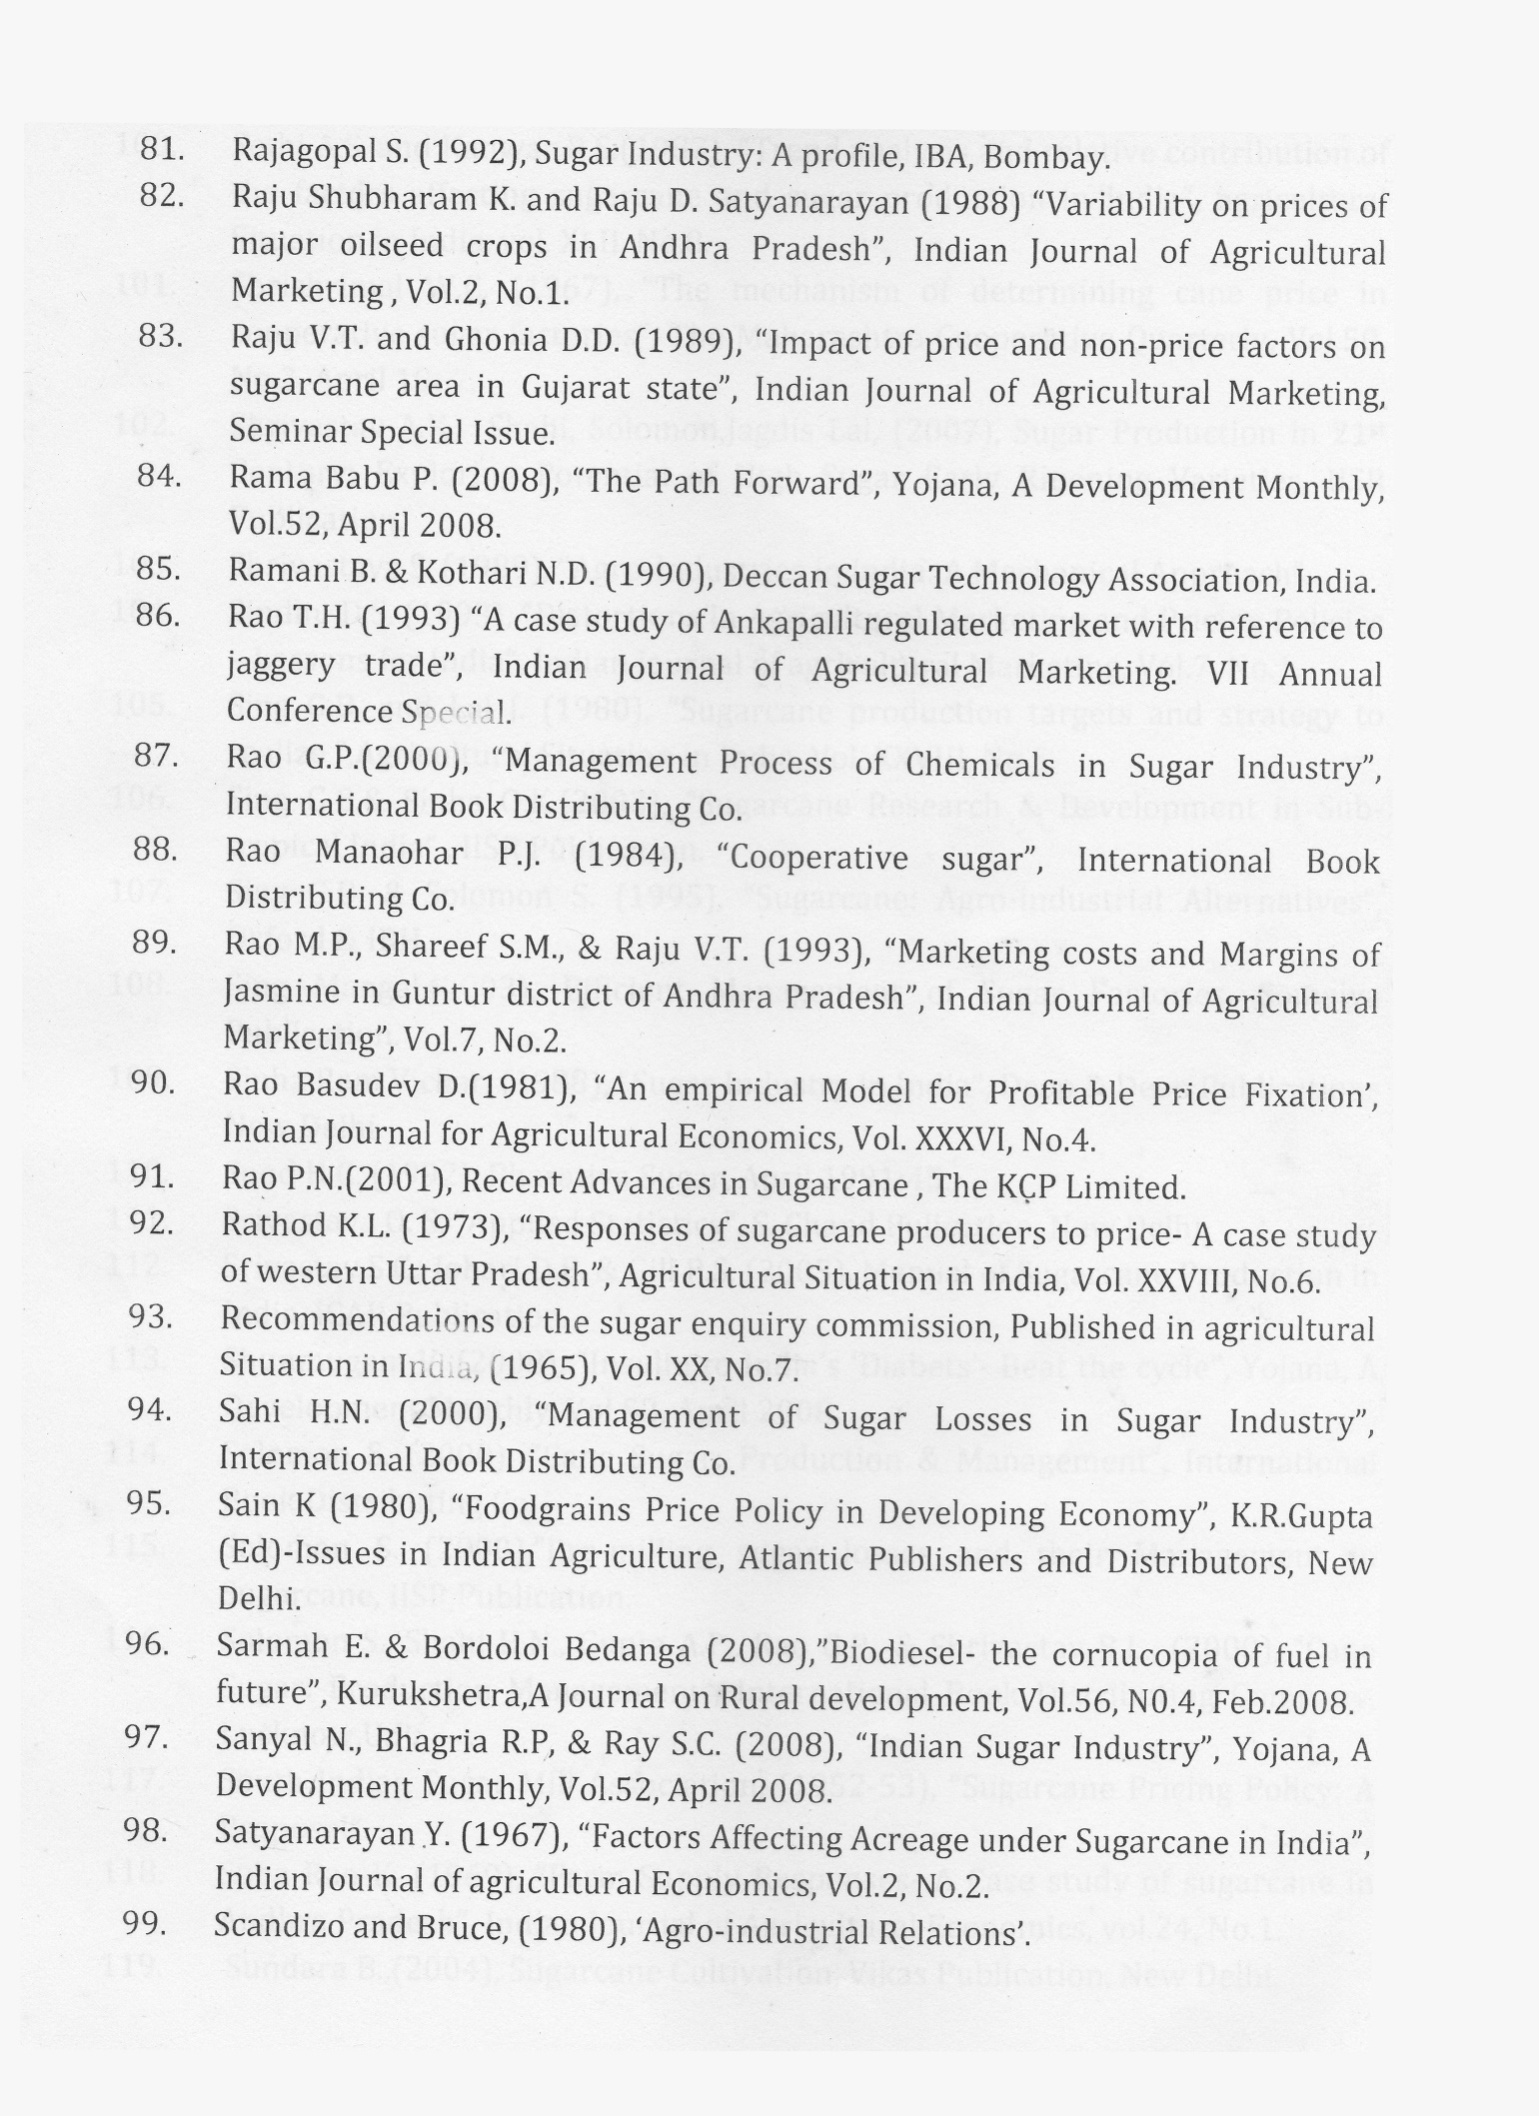 81. Rajagopal S. (1992), Sugar Industry: A profile, IBA, Bombay.
82. Raju Shubharam K. and Raju D. Satyanarayan (1988) “Variability on prices of
major oilseed crops in Andhra Pradesh”, Indian Journal of Agricultural
Marketing , Vol.2, No.1.
83. Raju V.T. and Ghonia D.D. (1989), “Impact of price and non-price factors on
sugarcane area in Gujarat state”, Indian Journal of Agricultural Marketing,
Seminar Special Issue.
84. Rama Babu P. (2008), “The Path Forward”, Yojana, A Development Monthly,
Vol.52, April 2008.
85. Ramani B. & Kothari N.D. (1990), Deccan Sugar Technology Association, India.
86. Rao T.H. (1993) “A case study of Ankapalli regulated market with reference to
jaggery trade”, Indian Journal of Agricultural Marketing. VII Annual
Conference Special.
87. Rao G.P.(2000), “Management Process of Chemicals in Sugar Industry”,
International Book Distributing Co.
88. Rao Manaohar P.J. (1984), “Cooperative sugar”, International Book
Distributing Co.
89. Rao M.P., Shareef S.M., & Raju V.T. (1993), “Marketing costs and Margins of
Jasmine in Guntur district of Andhra Pradesh”, Indian Journal of Agricultural
Marketing”, Vol.7, No.2.
90. Rao Basudev D.(1981), “An empirical Model for Profitable Price Fixation’,
Indian Journal for Agricultural Economics, Vol. XXXVI, No.4.
91. Rao P.N.(2001), Recent Advances in Sugarcane , The KCP Limited.
92. Rathod K.L. (1973), “Responses of sugarcane producers to price- A case study
of western Uttar Pradesh”, Agricultural Situation in India, Vol. XXVIII, No.6.
93. Recommendations of the sugar enquiry commission, Published in agricultural
Situation in India, (1965), Vol. XX, No.7.
94. Sahi H.N. (2000), “Management of Sugar Losses in Sugar Industry”,
International Book Distributing Co.
95. Sain K (1980), “Foodgrains Price Policy in Developing Economy”, K.R.Gupta
(Ed)-Issues in Indian Agriculture, Atlantic Publishers and Distributors, New
Delhi.
96. Sarmah E. & Bordoloi Bedanga (2008),”Biodiesel- the cornucopia of fuel in
future”, Kurukshetra,A Journal on Rural development, Vol.56, N0.4, Feb.2008.
97. Sanyal N., Bhagria R.P, & Ray S.C. (2008), “Indian Sugar Industry”, Yojana, A
Development Monthly, Vol.52, April 2008.
98. Satyanarayan Y. (1967), “Factors Affecting Acreage under Sugarcane in India”,
Indian Journal of agricultural Economics, Vol.2, No.2.
99. Scandizo and Bruce, (1980), ‘Agro-industrial Relations’.